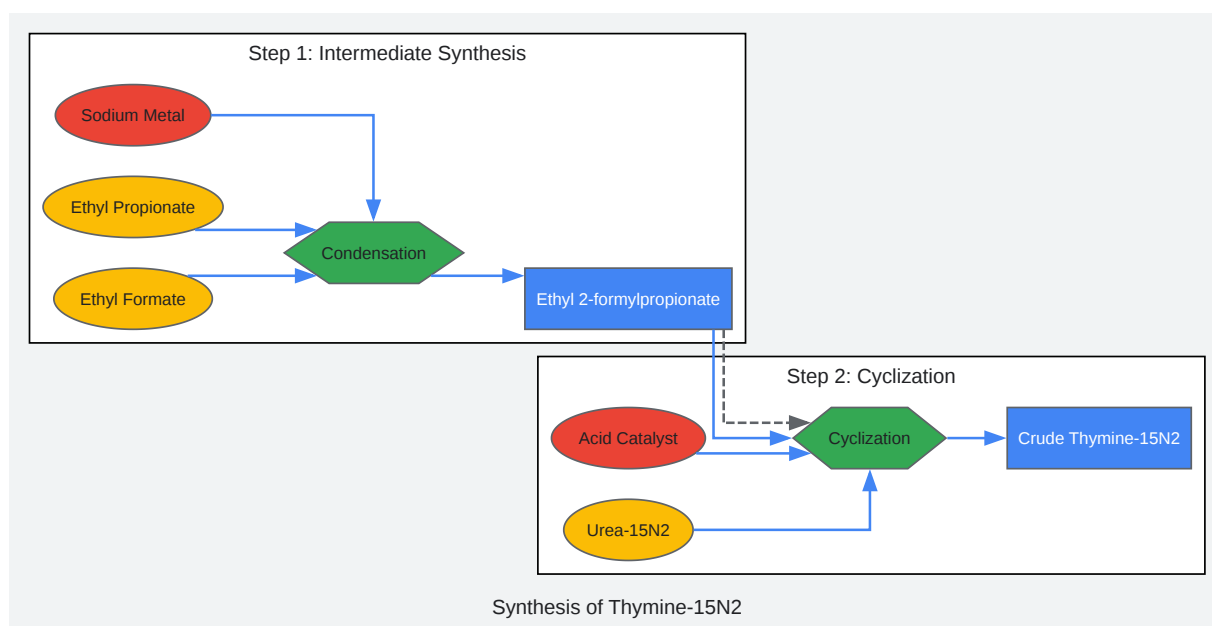 Step 1: Intermediate Synthesis
Sodium Metal
Ethyl Propionate
Condensation
Ethyl Formate
Ethyl 2-formylpropionate
Step 2: Cyclization
Acid Catalyst
Cyclization
Crude Thymine-15N2
Urea-15N2
Synthesis of Thymine-15N2